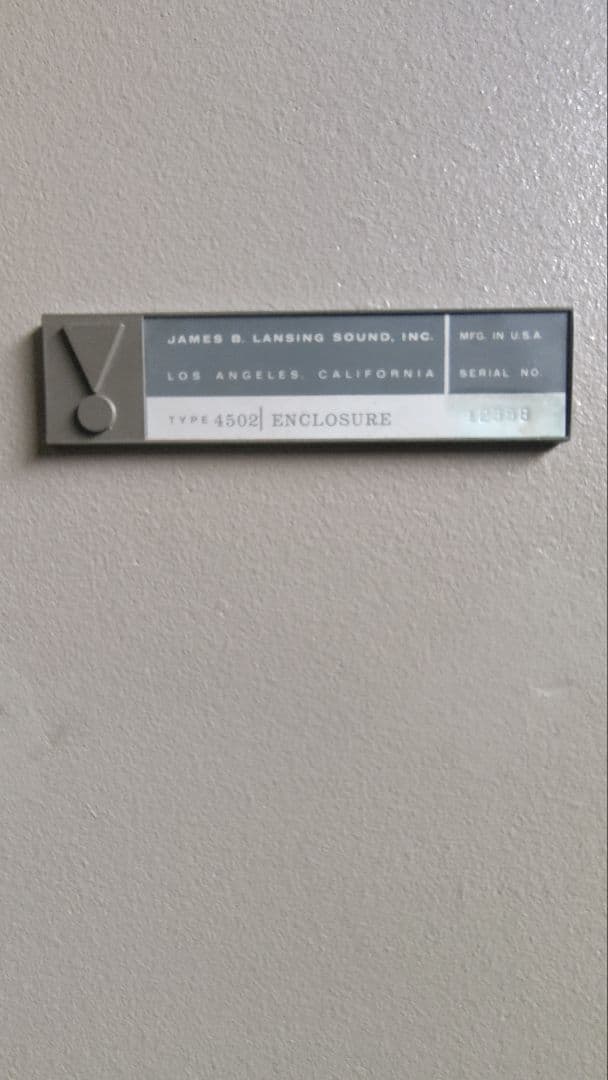 JAMES B. LANSING SOUND, INC.
LOS ANGELES, CALIFORNIA
TYPE 4502 ENCLOSURE
MFG. IN U.S.A.
SERIAL NO.